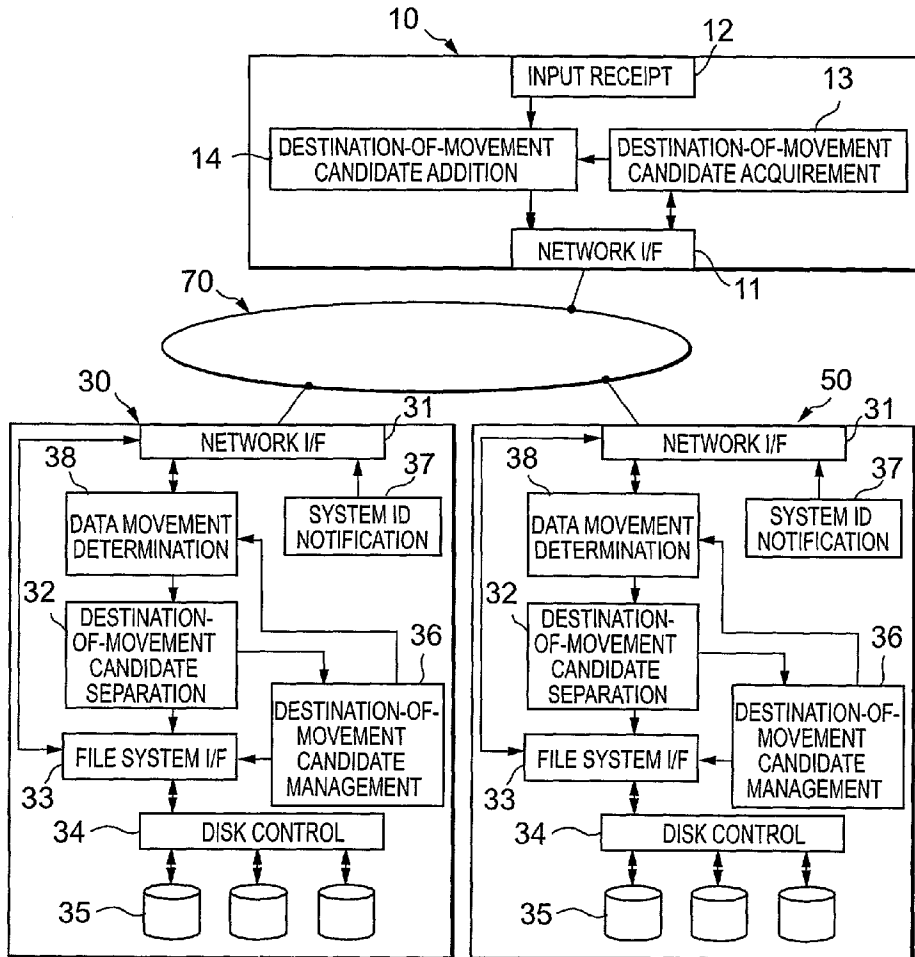 10
12
INPUT RECEIPT
13
14
DESTINATION-OF-MOVEMENT
CANDIDATE ADDITION
DESTINATION-OF-MOVEMENT
CANDIDATE ACQUIREMENT
NETWORK I/F
11
70
30
31
NETWORK I/F
38
37
DATA MOVEMENT
DETERMINATION
SYSTEM ID
NOTIFICATION
32
DESTINATION-
OF-MOVEMENT
CANDIDATE
SEPARATION
36
DESTINATION-OF-
MOVEMENT
CANDIDATE
MANAGEMENT
FILE SYSTEM I/F
33
34
DISK CONTROL
35
50
31
NETWORK I/F
38
37
DATA MOVEMENT
DETERMINATION
SYSTEM ID
NOTIFICATION
32
DESTINATION-
OF-MOVEMENT
CANDIDATE
SEPARATION
36
DESTINATION-OF-
MOVEMENT
CANDIDATE
MANAGEMENT
FILE SYSTEM I/F
33
34
DISK CONTROL
35